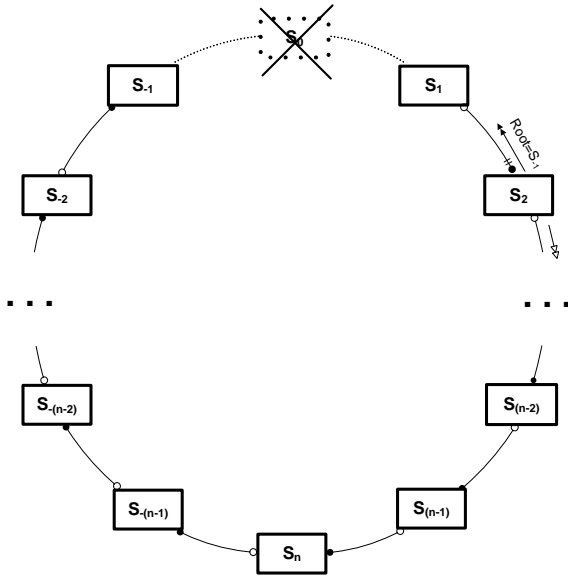 S₀
S₋₁
S₁
Root=S₋₁
S₋₂
S₂
. . .
. . .
S₋₍ₙ₋₂₎
S₍ₙ₋₂₎
S₋₍ₙ₋₁₎
S₍ₙ₋₁₎
Sₙ